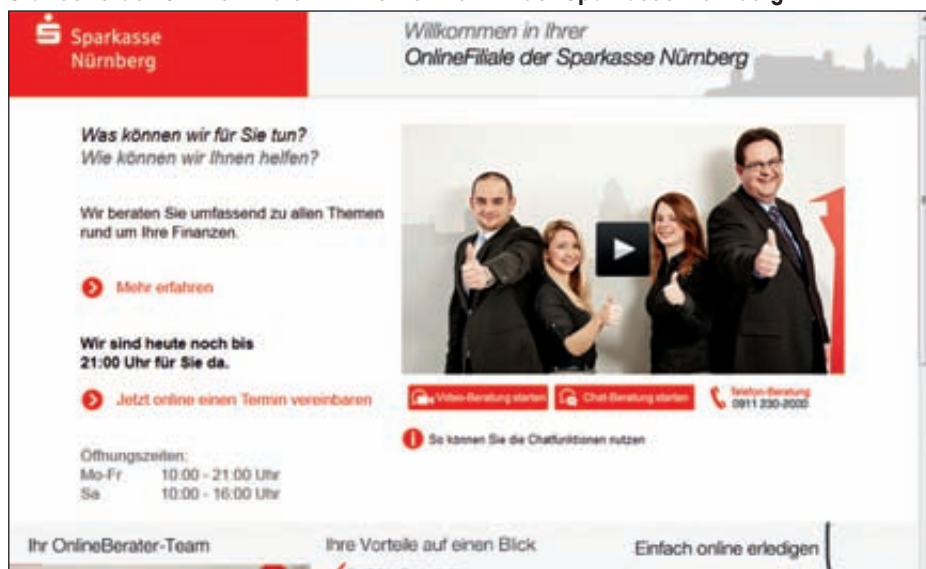 Sparkasse
Nürnberg
Willkommen in Ihrer
OnlineFiliale der Sparkasse Nürnberg
Was können wir für Sie tun?
Wie können wir Ihnen helfen?
Wir beraten Sie umfassend zu allen Themen
rund um Ihre Finanzen.
Mehr erfahren
Wir sind heute noch bis
21:00 Uhr für Sie da.
Jetzt online einen Termin vereinbaren
Öffnungszeiten:
Mo-Fr 10:00 - 21:00 Uhr
Sa 10:00 - 16:00 Uhr
Video-Beratung starten
Chat-Beratung starten
Telefon-Beratung
0911 230-2000
So können Sie die Chatfunktionen nutzen
Ihr OnlineBerater-Team
Ihre Vorteile auf einen Blick
Einfach online erledigen